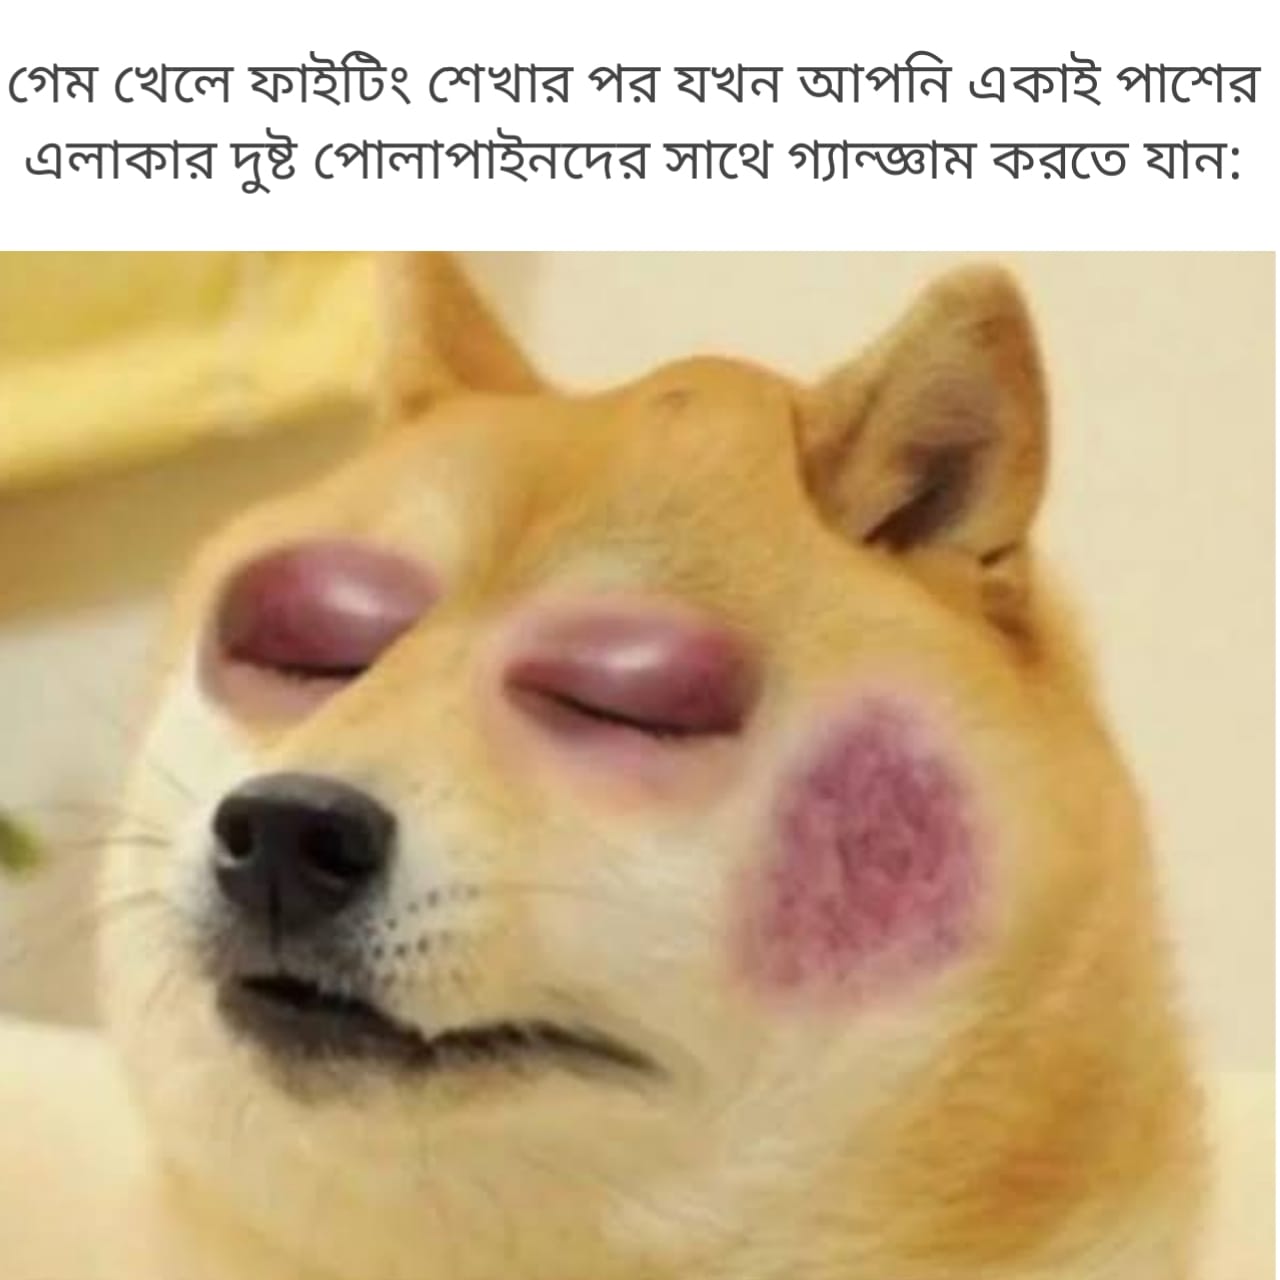 গেম খেলে ফাইটিং শেখার পর যখন আপনি একাই পাশের
এলাকার দুষ্ট পোলাপাইনদের সাথে গ্যান্জ্ঞাম করতে যান: